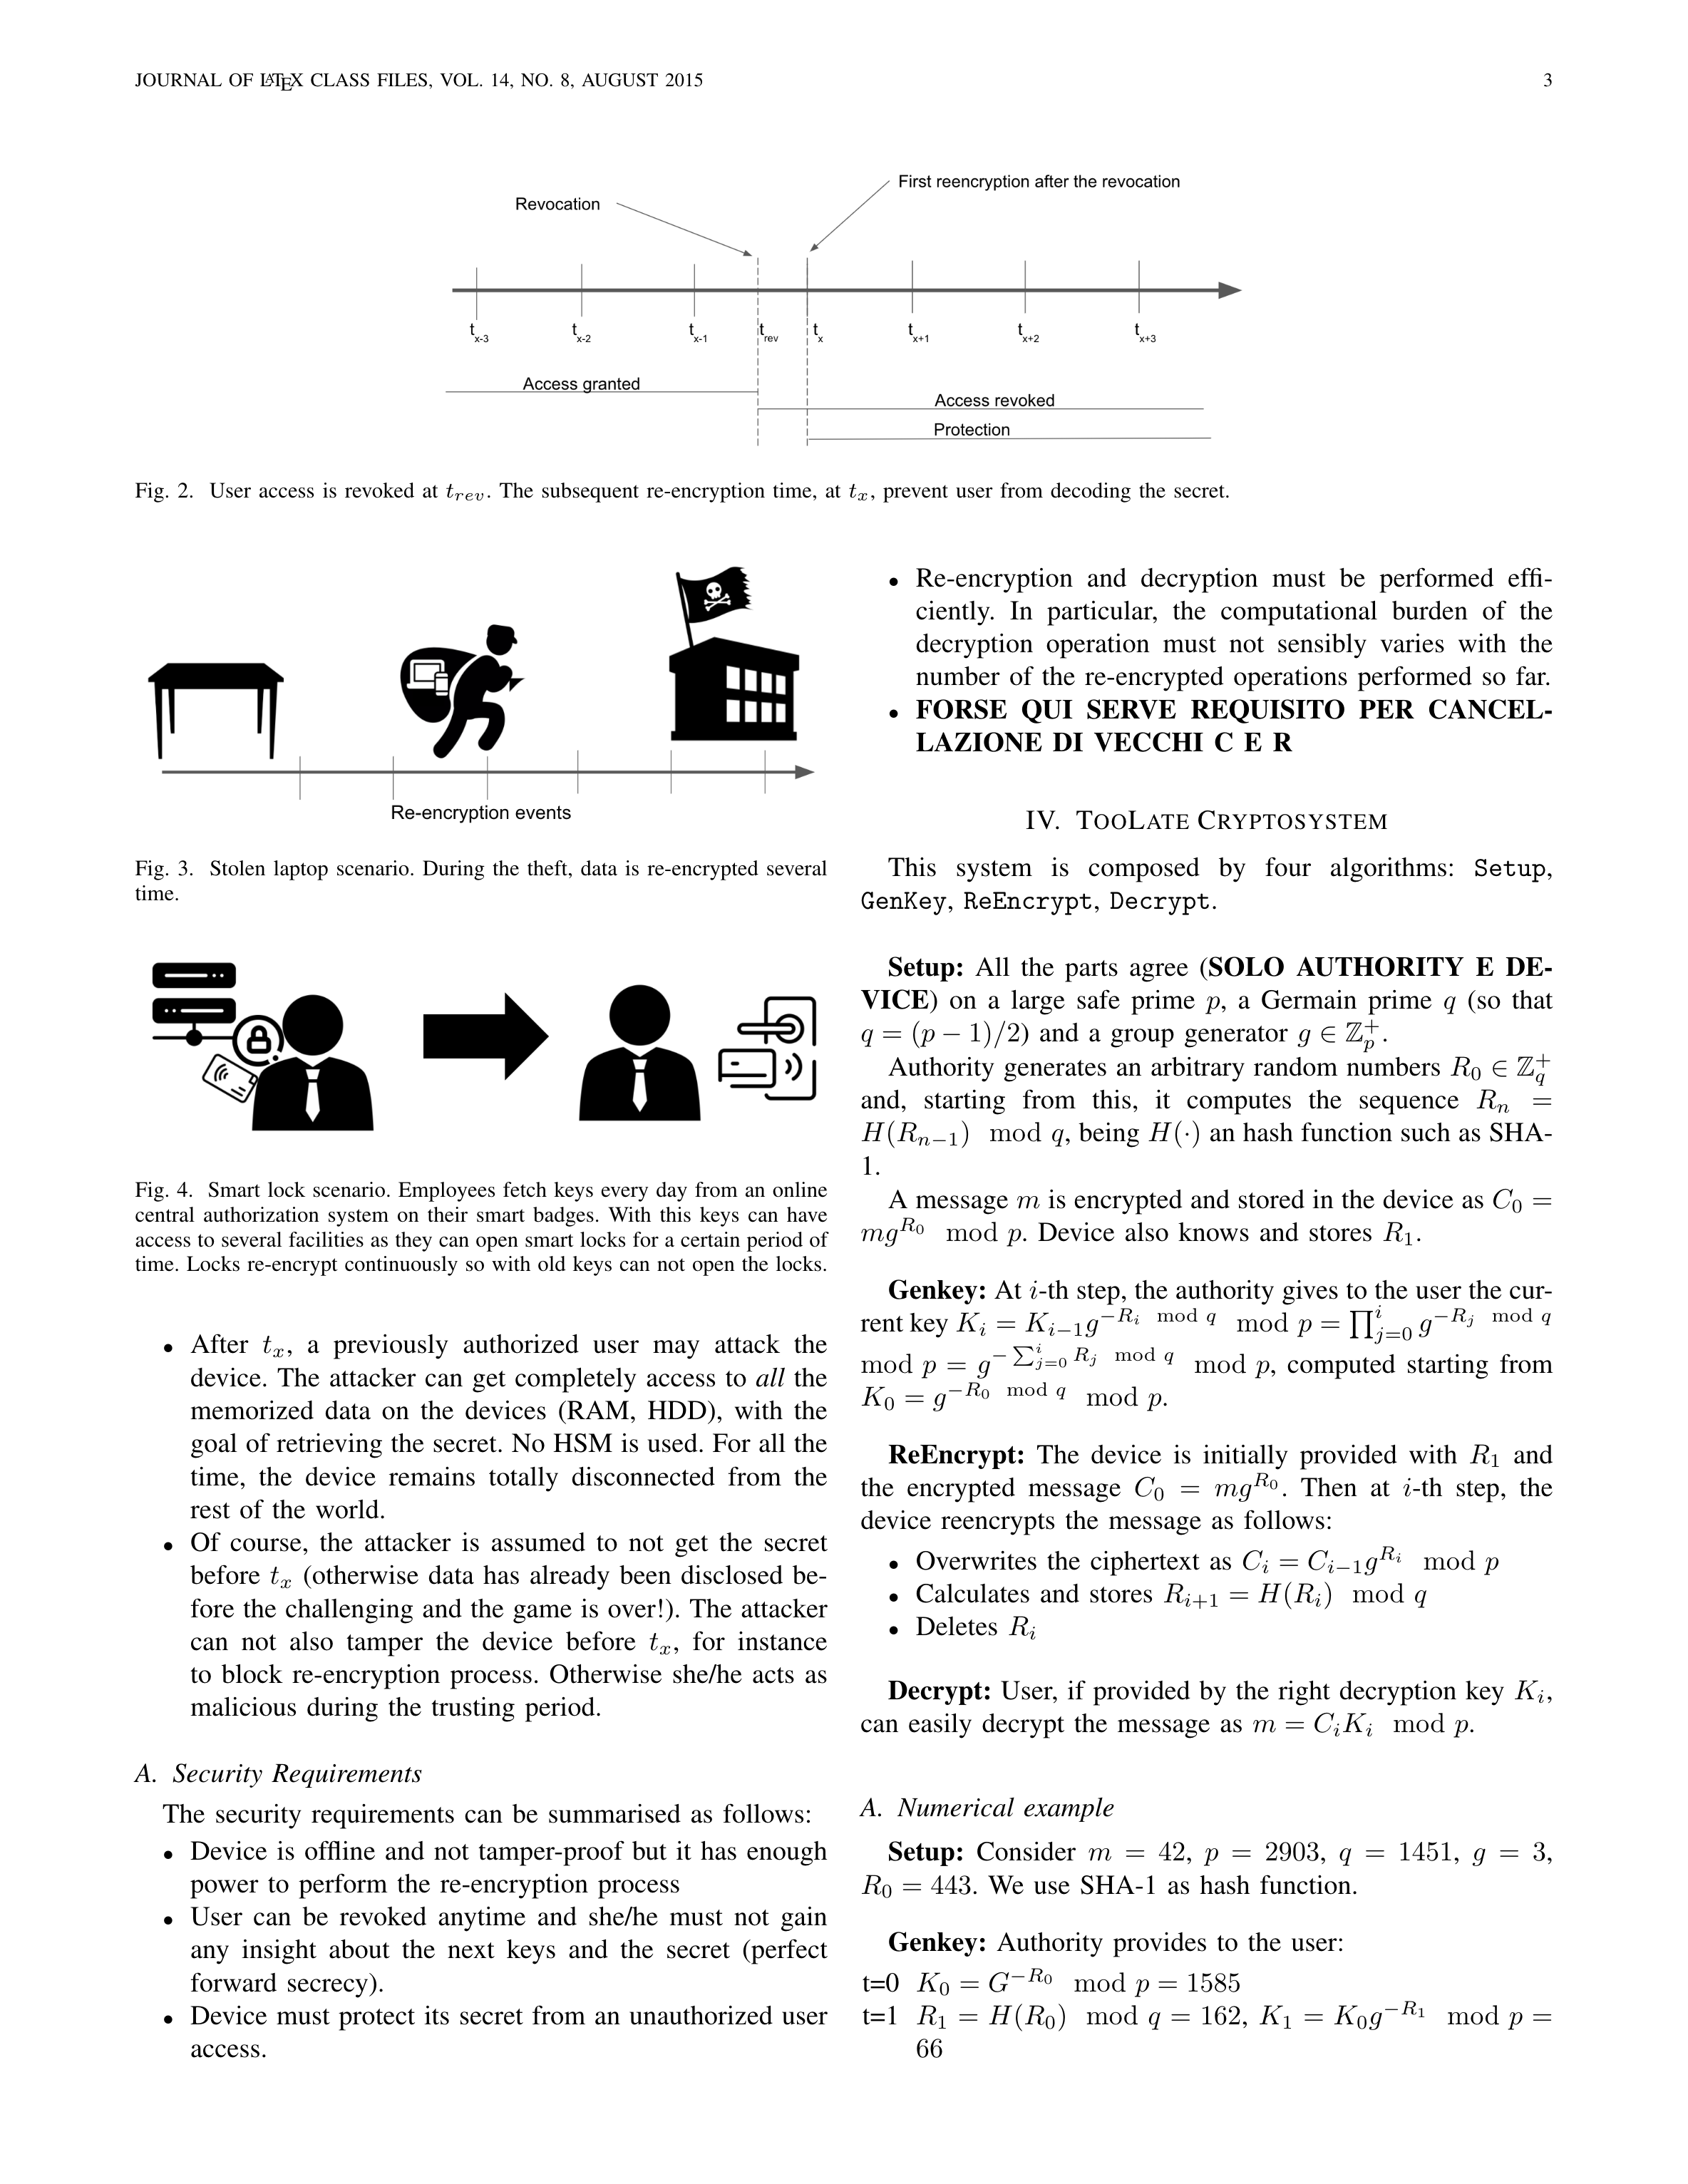 JOURNAL OF LATEX CLASS FILES, VOL. 14, NO. 8, AUGUST 2015 3
First reencryption after the revocation
Revocation
t_{x-3} t_{x-2} t_{x-1} t_{rev} t_x t_{x+1} t_{x+2} t_{x+3}
Access granted
Access revoked
Protection
Fig. 2. User access is revoked at t_{rev}. The subsequent re-encryption time, at t_x, prevent user from decoding the secret.
Re-encryption events
Fig. 3. Stolen laptop scenario. During the theft, data is re-encrypted several
time.
Fig. 4. Smart lock scenario. Employees fetch keys every day from an online
central authorization system on their smart badges. With this keys can have
access to several facilities as they can open smart locks for a certain period of
time. Locks re-encrypt continuously so with old keys can not open the locks.
• After t_x, a previously authorized user may attack the
device. The attacker can get completely access to all the
memorized data on the devices (RAM, HDD), with the
goal of retrieving the secret. No HSM is used. For all the
time, the device remains totally disconnected from the
rest of the world.
• Of course, the attacker is assumed to not get the secret
before t_x (otherwise data has already been disclosed be-
fore the challenging and the game is over!). The attacker
can not also tamper the device before t_x, for instance
to block re-encryption process. Otherwise she/he acts as
malicious during the trusting period.
A. Security Requirements
The security requirements can be summarised as follows:
• Device is offline and not tamper-proof but it has enough
power to perform the re-encryption process
• User can be revoked anytime and she/he must not gain
any insight about the next keys and the secret (perfect
forward secrecy).
• Device must protect its secret from an unauthorized user
access.
• Re-encryption and decryption must be performed effi-
ciently. In particular, the computational burden of the
decryption operation must not sensibly varies with the
number of the re-encrypted operations performed so far.
• FORSE QUI SERVE REQUISITO PER CANCEL-
LAZIONE DI VECCHI C E R
IV. TOOLATE CRYPTOSYSTEM
This system is composed by four algorithms: Setup,
GenKey, ReEncrypt, Decrypt.
Setup: All the parts agree (SOLO AUTHORITY E DE-
VICE) on a large safe prime p, a Germain prime q (so that
q = (p − 1)/2) and a group generator g ∈ ℤ_p^+.
Authority generates an arbitrary random numbers R_0 ∈ ℤ_q^+
and, starting from this, it computes the sequence R_n =
H(R_{n−1}) mod q, being H(·) an hash function such as SHA-
1.
A message m is encrypted and stored in the device as C_0 =
mg^{R_0} mod p. Device also knows and stores R_1.
Genkey: At i-th step, the authority gives to the user the cur-
rent key K_i = K_{i−1}g^{−R_i mod q} mod p = ∏_{j=0}^{i} g^{−R_j mod q}
mod p = g^{−∑_{j=0}^{i} R_j mod q} mod p, computed starting from
K_0 = g^{−R_0 mod q} mod p.
ReEncrypt: The device is initially provided with R_1 and
the encrypted message C_0 = mg^{R_0}. Then at i-th step, the
device reencrypts the message as follows:
• Overwrites the ciphertext as C_i = C_{i−1}g^{R_i} mod p
• Calculates and stores R_{i+1} = H(R_i) mod q
• Deletes R_i
Decrypt: User, if provided by the right decryption key K_i,
can easily decrypt the message as m = C_iK_i mod p.
A. Numerical example
Setup: Consider m = 42, p = 2903, q = 1451, g = 3,
R_0 = 443. We use SHA-1 as hash function.
Genkey: Authority provides to the user:
t=0 K_0 = G^{−R_0} mod p = 1585
t=1 R_1 = H(R_0) mod q = 162, K_1 = K_0g^{−R_1} mod p =
66